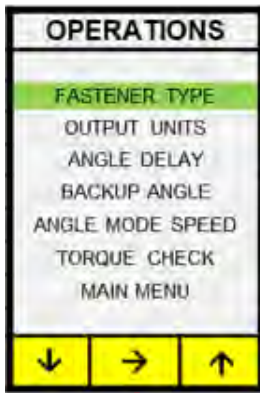 OPERATIONS
FASTENER TYPE
OUTPUT UNITS
ANGLE DELAY
BACKUP ANGLE
ANGLE MODE SPEED
TORQUE CHECK
MAIN MENU
↓ → ↑